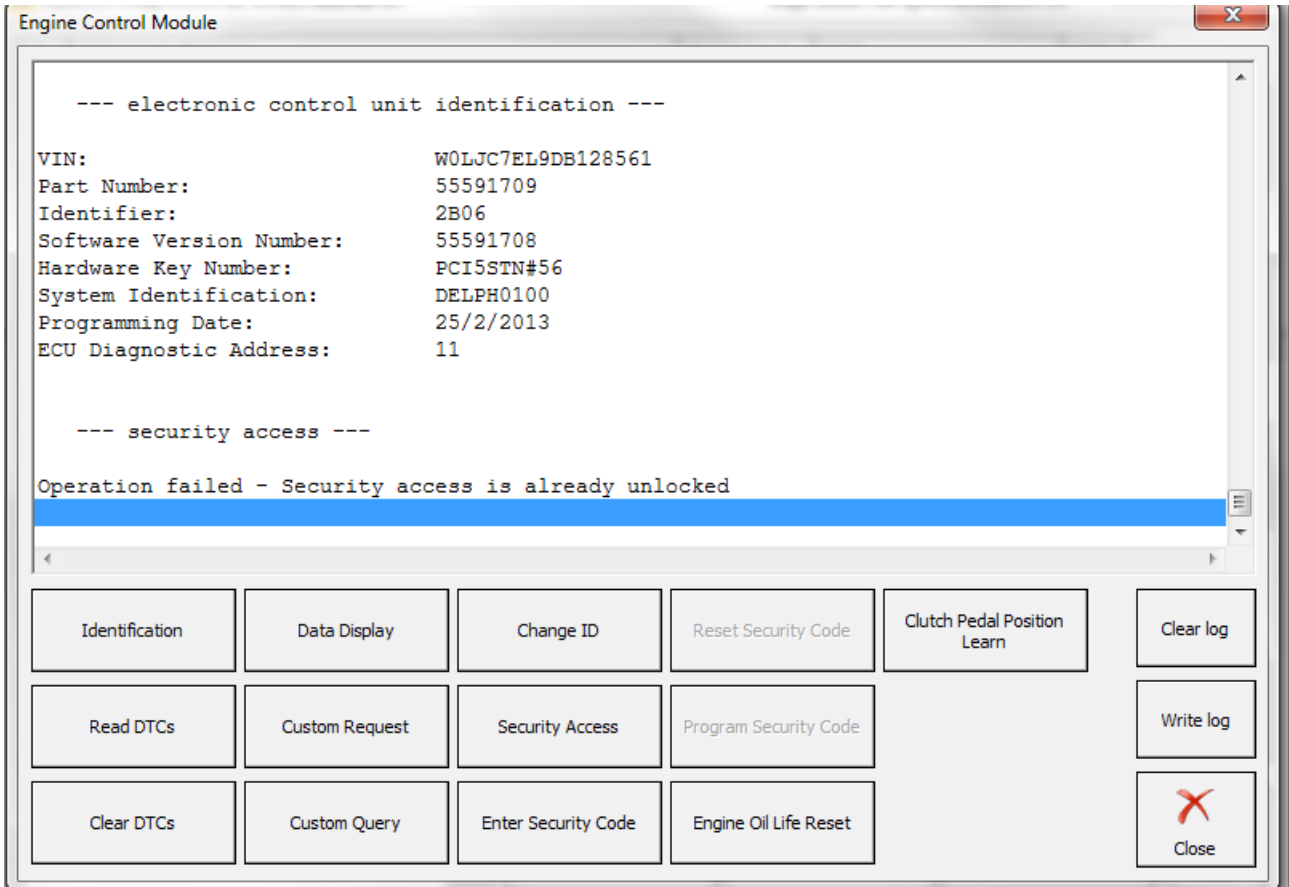 Engine Control Module
--- electronic control unit identification ---
VIN: W0LJC7EL9DB128561
Part Number: 55591709
Identifier: 2B06
Software Version Number: 55591708
Hardware Key Number: PCI5STN#56
System Identification: DELPH0100
Programming Date: 25/2/2013
ECU Diagnostic Address: 11
--- security access ---
Operation failed - Security access is already unlocked
Identification
Data Display
Change ID
Reset Security Code
Clutch Pedal Position
Learn
Clear log
Read DTCs
Custom Request
Security Access
Program Security Code
Write log
Clear DTCs
Custom Query
Enter Security Code
Engine Oil Life Reset
Close